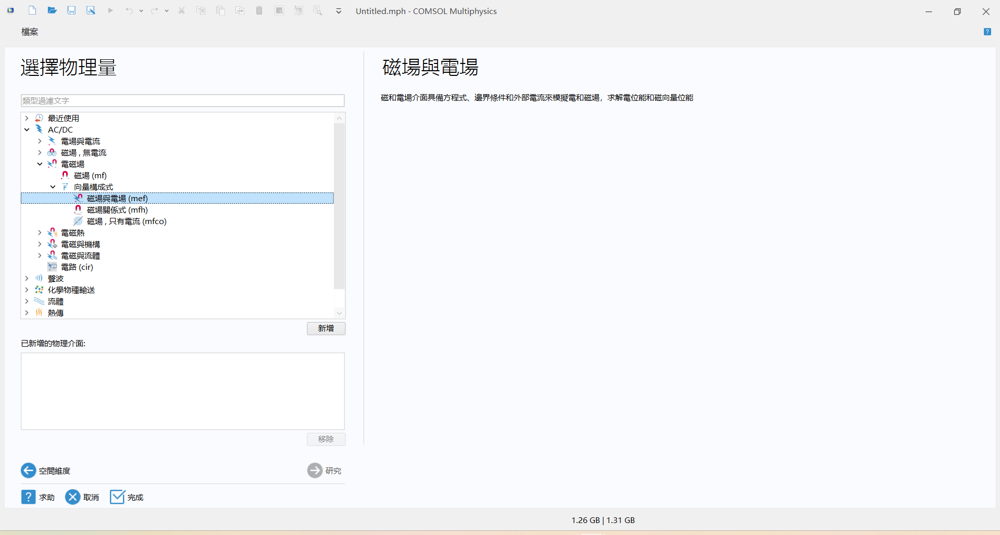 Untitled.mph - COMSOL Multiphysics
檔案
?
選擇物理量
類型過濾文字
最近使用
AC/DC
電場與電流
磁場 , 無電流
電磁場
磁場 (mf)
向量構成式
磁場與電場 (mef)
磁場關係式 (mfh)
磁場 , 只有電流 (mfco)
電磁熱
電磁與機構
電磁與流體
電路 (cir)
聲波
化學物種輸送
流體
熱傳
新增
已新增的物理介面:
移除
空間維度
研究
? 求助
取消
完成
磁場與電場
磁和電場介面具備方程式、邊界條件和外部電流來模擬電和磁場，求解電位能和磁向量位能
1.26 GB | 1.31 GB